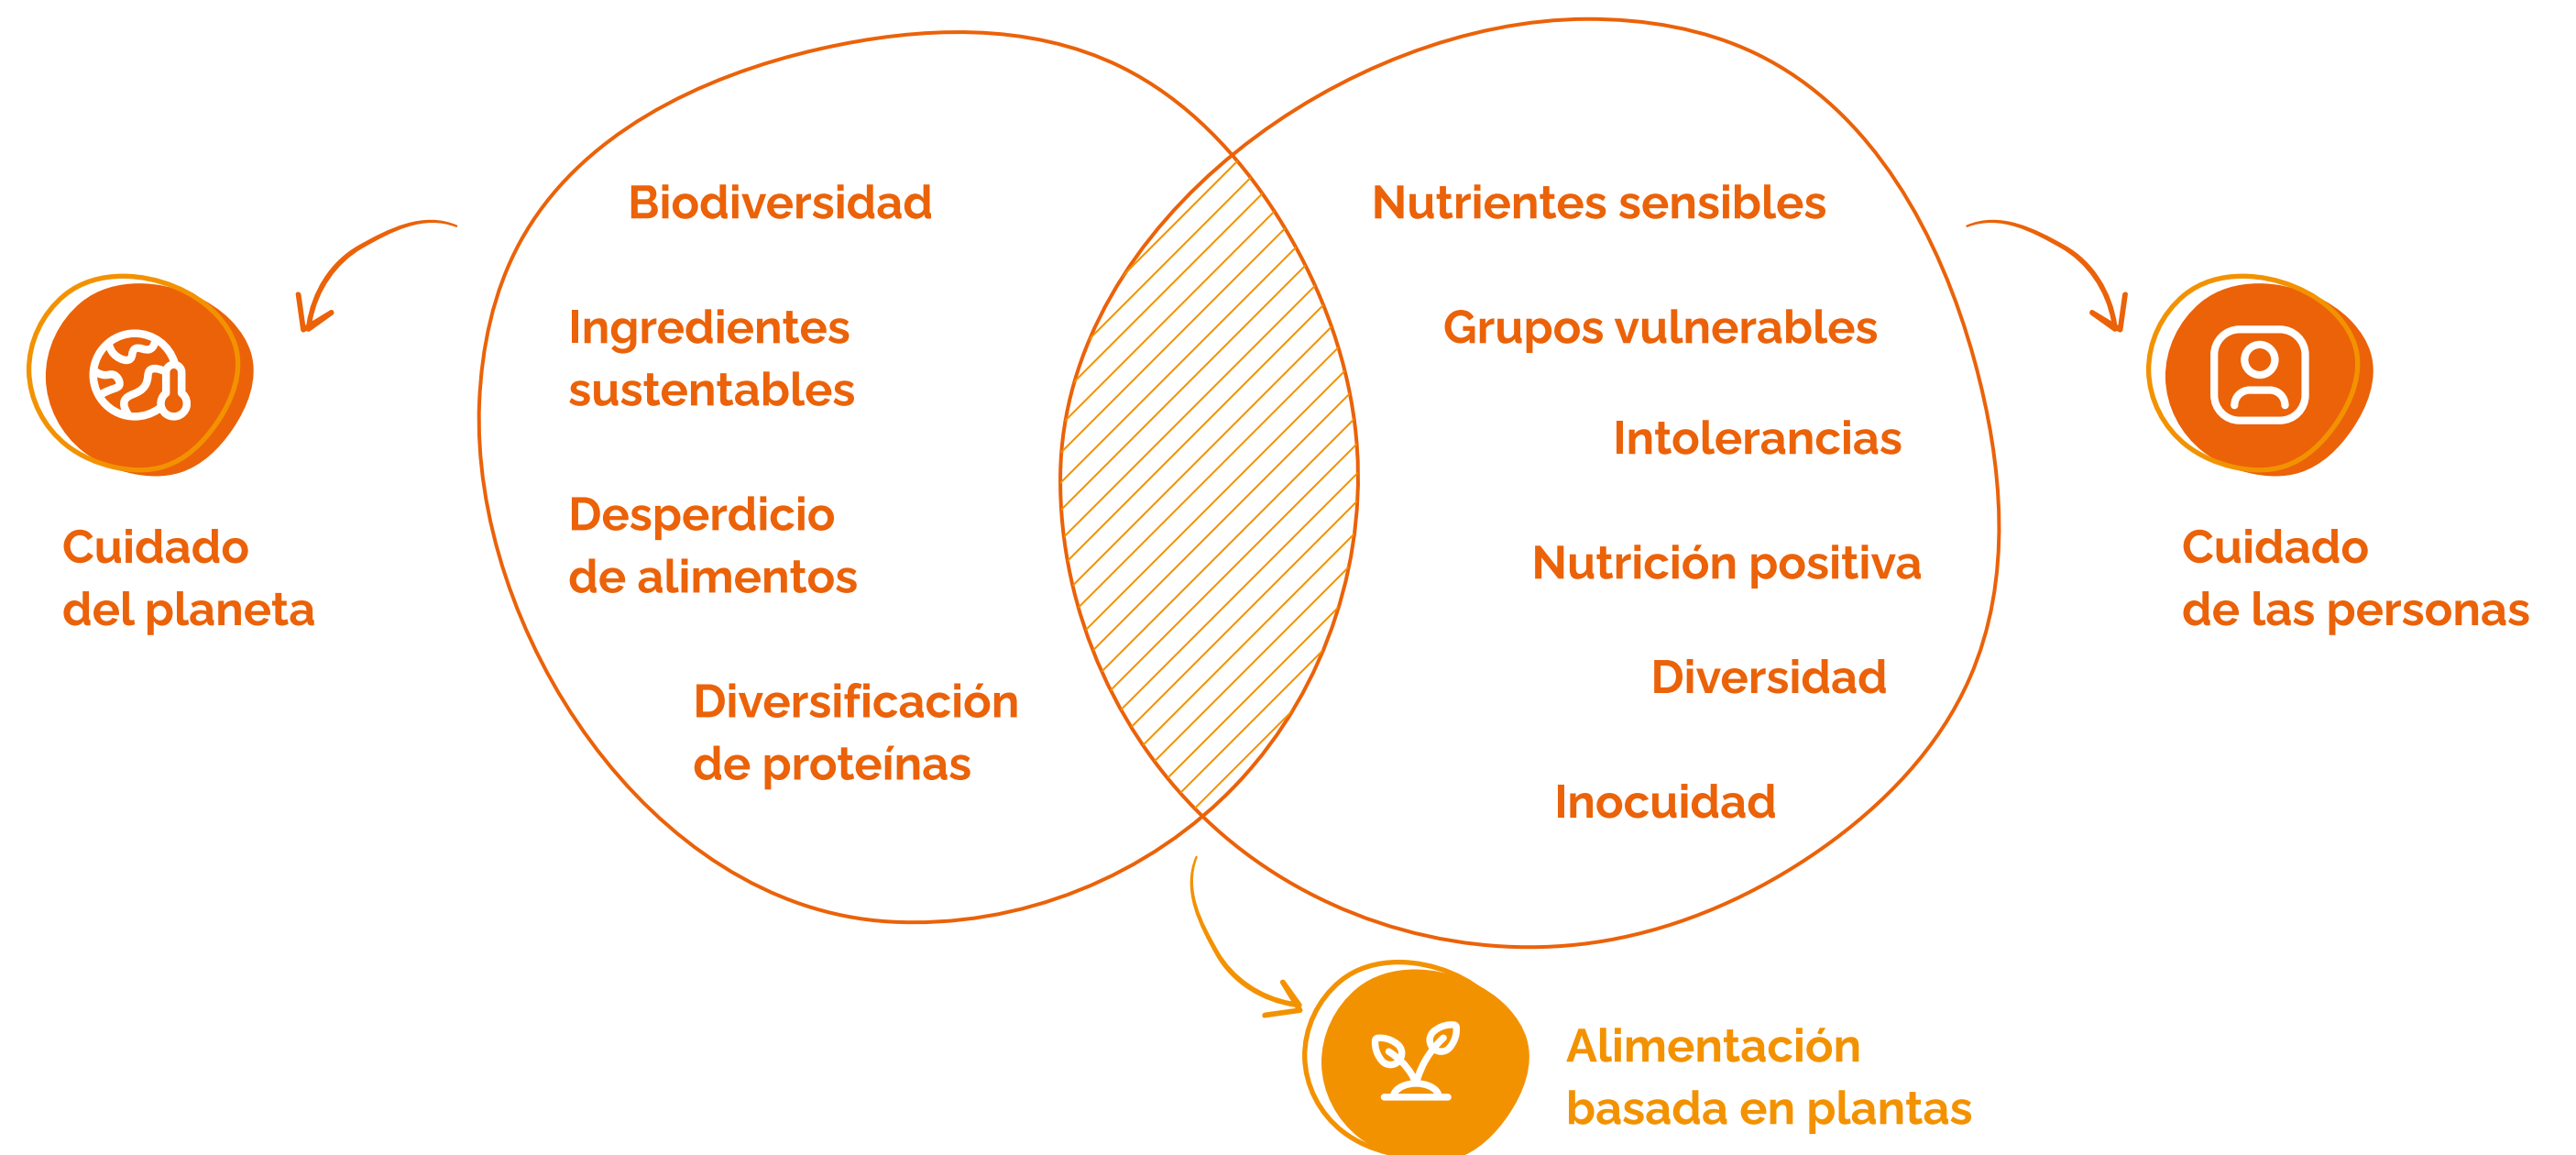 Cuidado
del planeta
Biodiversidad
Ingredientes
sustentables
Desperdicio
de alimentos
Diversificación
de proteínas
Nutrientes sensibles
Grupos vulnerables
Intolerancias
Nutrición positiva
Diversidad
Inocuidad
Cuidado
de las personas
Alimentación
basada en plantas